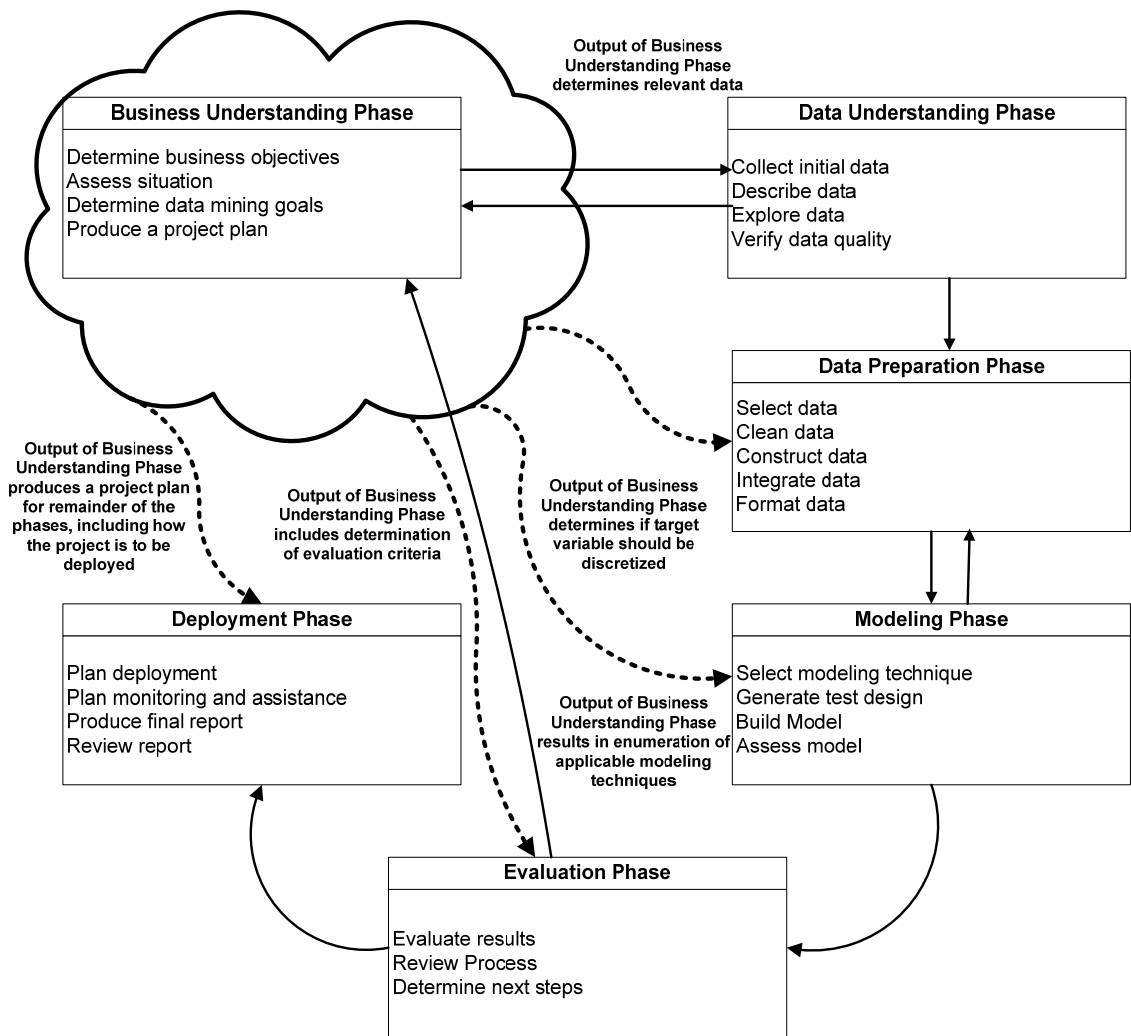 Output of Business
Understanding Phase
determines relevant data
Business Understanding Phase
Determine business objectives
Assess situation
Determine data mining goals
Produce a project plan
Data Understanding Phase
Collect initial data
Describe data
Explore data
Verify data quality
Data Preparation Phase
Select data
Clean data
Construct data
Integrate data
Format data
Output of Business
Understanding Phase
produces a project plan
for remainder of the
phases, including how
the project is to be
deployed
Output of Business
Understanding Phase
includes determination
of evaluation criteria
Output of Business
Understanding Phase
determines if target
variable should be
discretized
Deployment Phase
Plan deployment
Plan monitoring and assistance
Produce final report
Review report
Modeling Phase
Select modeling technique
Generate test design
Build Model
Assess model
Output of Business
Understanding Phase
results in enumeration of
applicable modeling
techniques
Evaluation Phase
Evaluate results
Review Process
Determine next steps